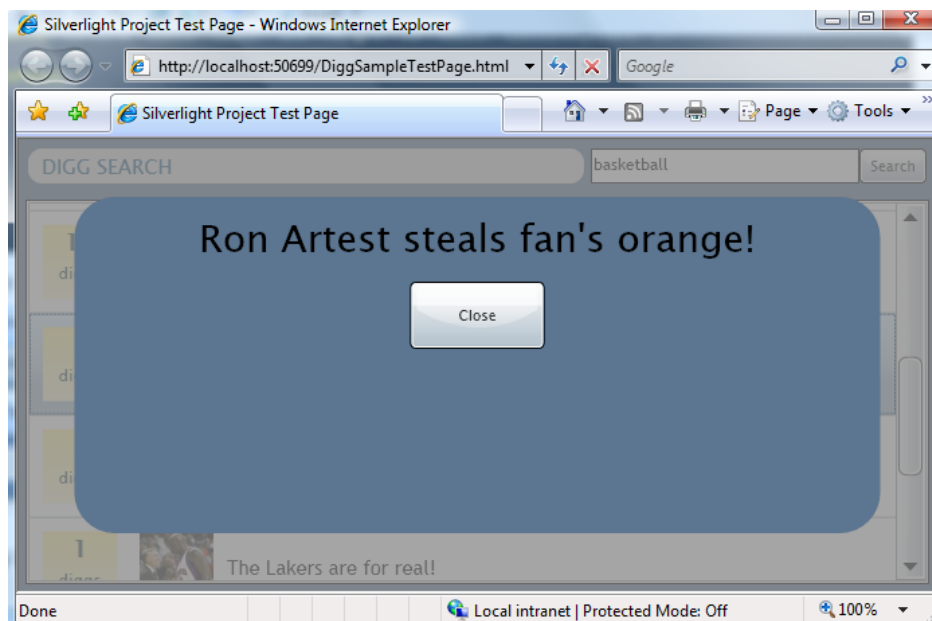 Silverlight Project Test Page - Windows Internet Explorer
http://localhost:50699/DiggSampleTestPage.html
Google
Silverlight Project Test Page
Page
Tools
DIGG SEARCH
basketball
Search
Ron Artest steals fan's orange!
Close
1
diggs
The Lakers are for real!
Done
Local intranet | Protected Mode: Off
100%